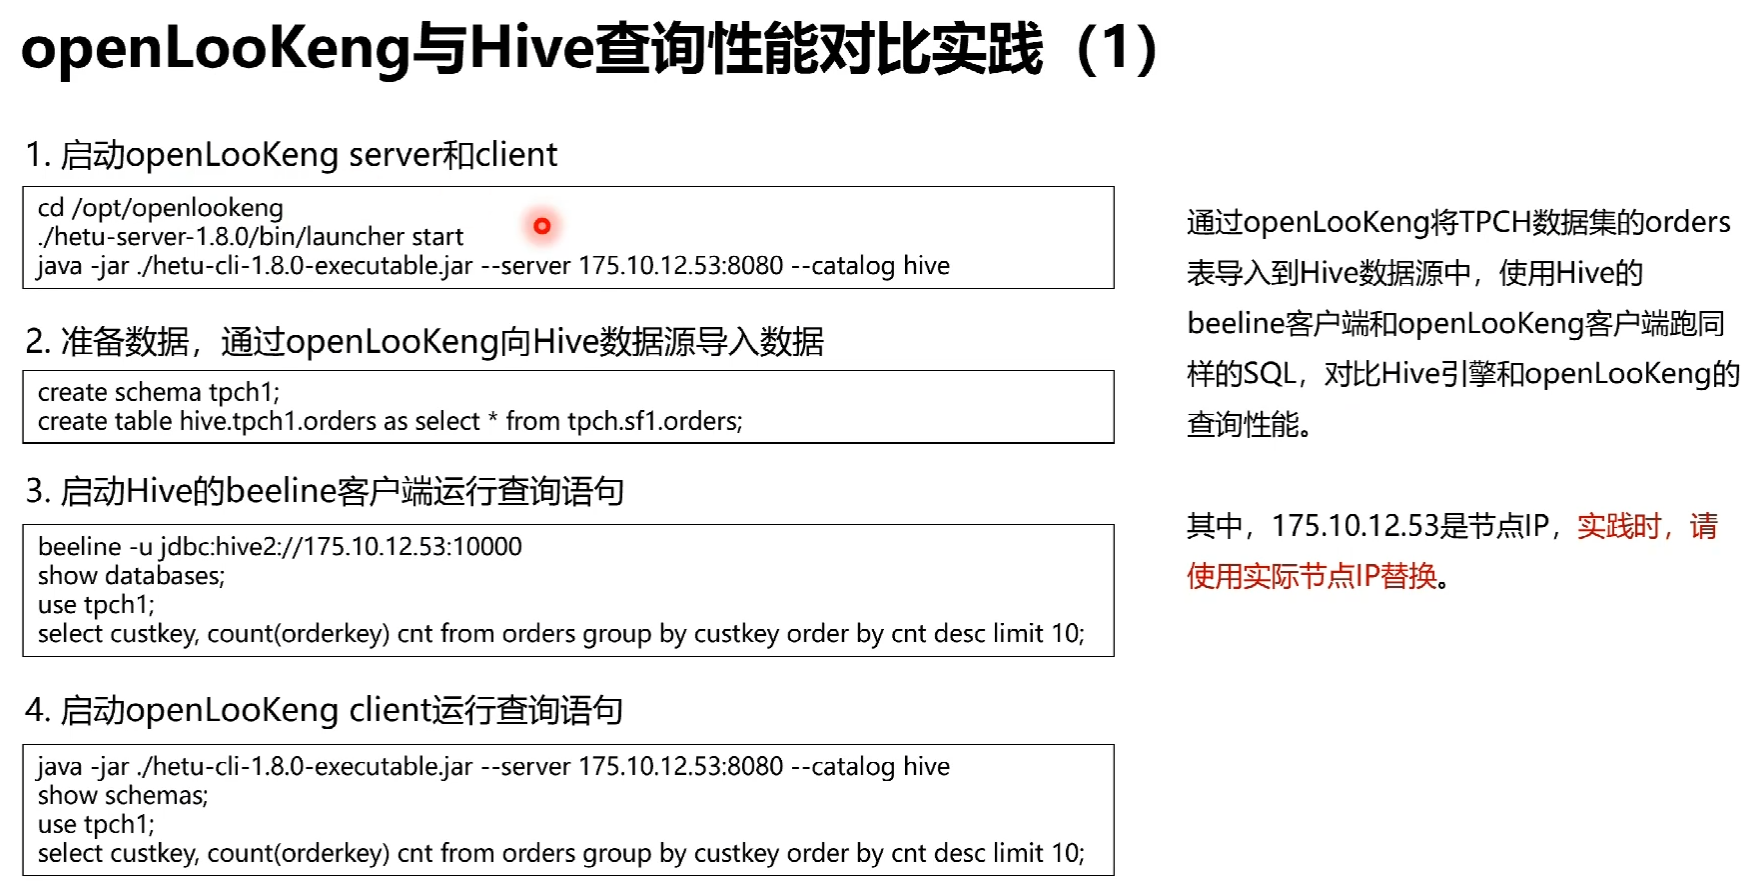 openLooKeng与Hive查询性能对比实践（1）
1. 启动openLooKeng server和client
cd /opt/openlookeng
./hetu-server-1.8.0/bin/launcher start
java -jar ./hetu-cli-1.8.0-executable.jar --server 175.10.12.53:8080 --catalog hive
2. 准备数据，通过openLooKeng向Hive数据源导入数据
create schema tpch1;
create table hive.tpch1.orders as select * from tpch.sf1.orders;
3. 启动Hive的beeline客户端运行查询语句
beeline -u jdbc:hive2://175.10.12.53:10000
show databases;
use tpch1;
select custkey, count(orderkey) cnt from orders group by custkey order by cnt desc limit 10;
4. 启动openLooKeng client运行查询语句
java -jar ./hetu-cli-1.8.0-executable.jar --server 175.10.12.53:8080 --catalog hive
show schemas;
use tpch1;
select custkey, count(orderkey) cnt from orders group by custkey order by cnt desc limit 10;
通过openLooKeng将TPCH数据集的orders
表导入到Hive数据源中，使用Hive的
beeline客户端和openLooKeng客户端跑同
样的SQL，对比Hive引擎和openLooKeng的
查询性能。
其中，175.10.12.53是节点IP，实践时，请
使用实际节点IP替换。